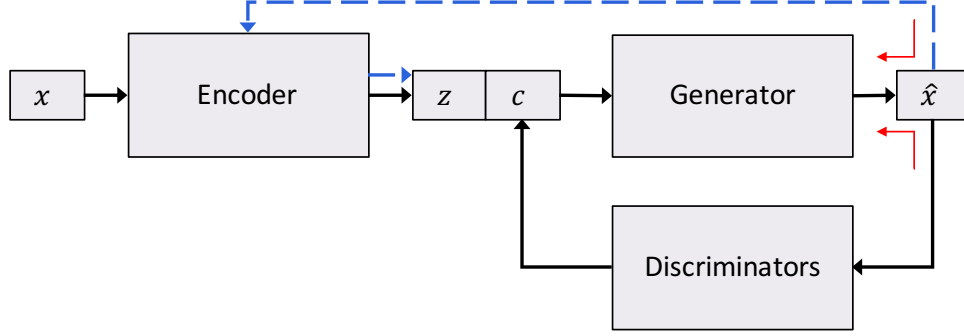 x
Encoder
z
c
Generator
x̂
Discriminators